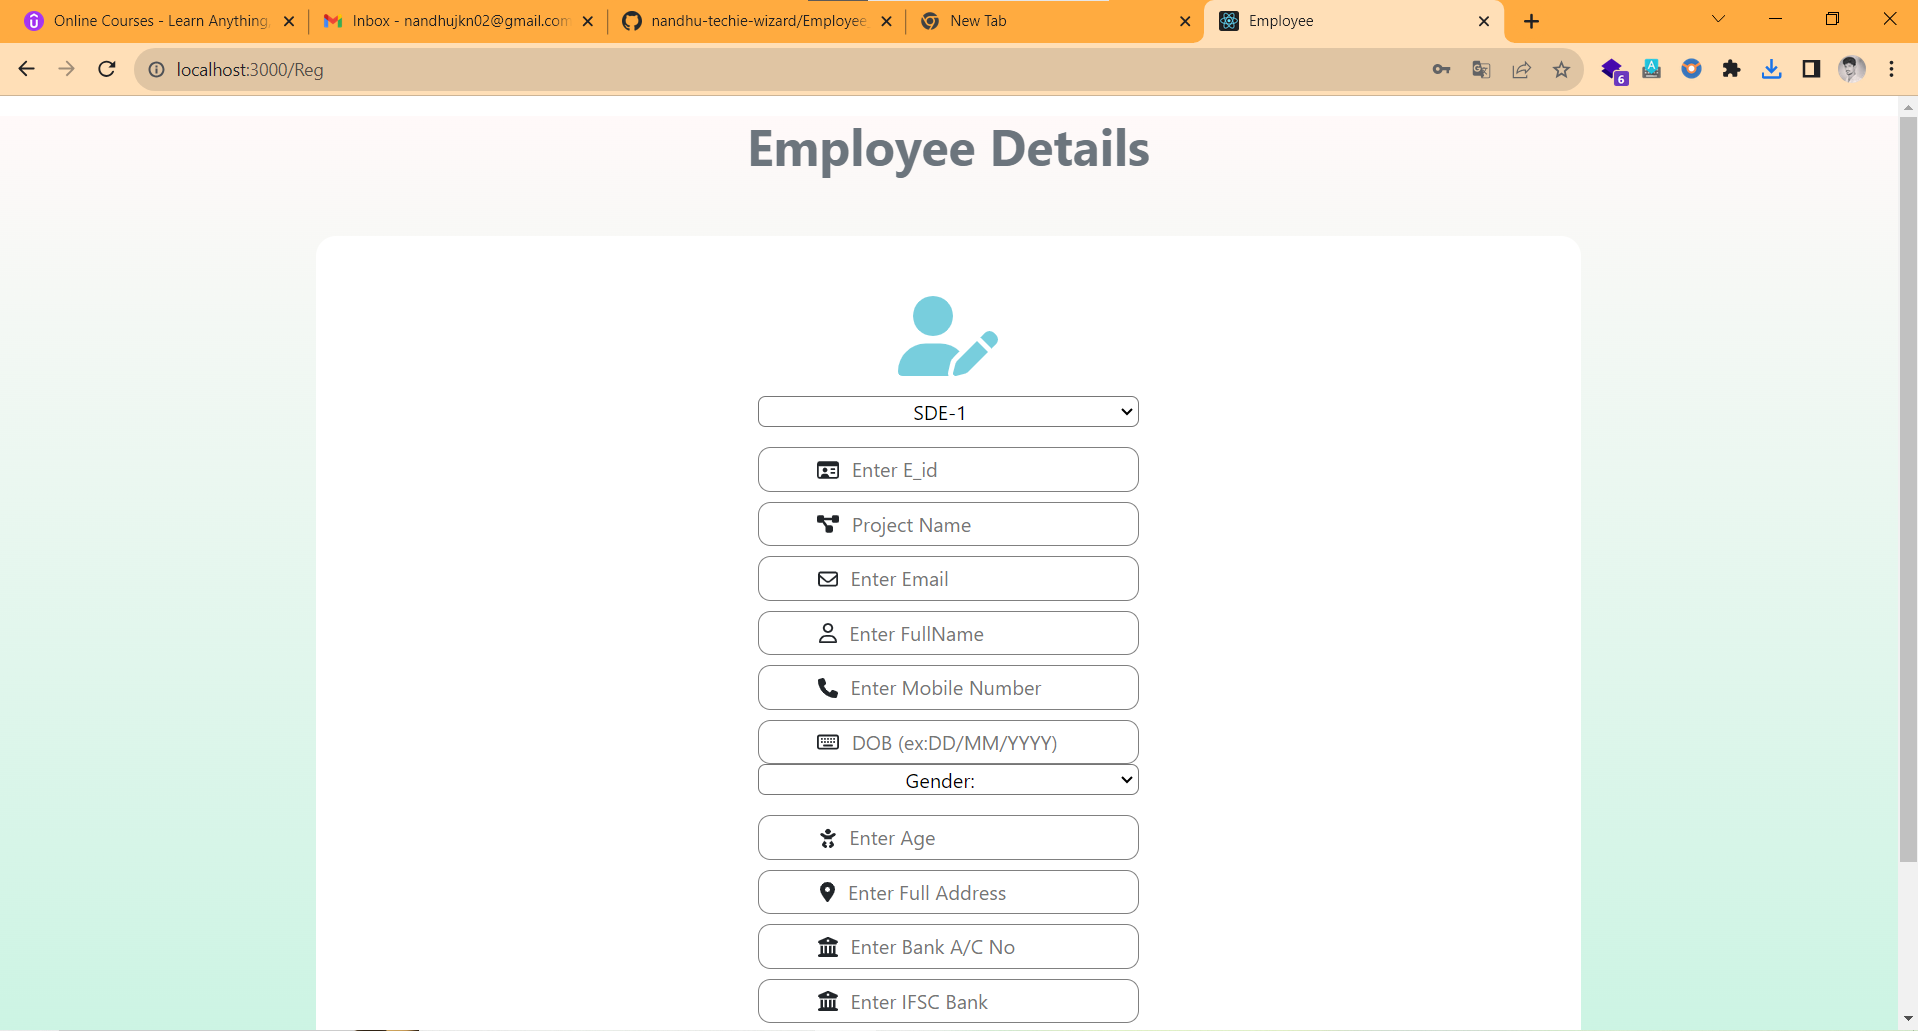 Online Courses - Learn Anything,
Inbox - nandhujkn02@gmail.com
nandhu-techie-wizard/Employee
New Tab
Employee
localhost:3000/Reg
6
Employee Details
SDE-1
Enter E_id
Project Name
Enter Email
Enter FullName
Enter Mobile Number
DOB (ex:DD/MM/YYYY)
Gender:
Enter Age
Enter Full Address
Enter Bank A/C No
Enter IFSC Bank